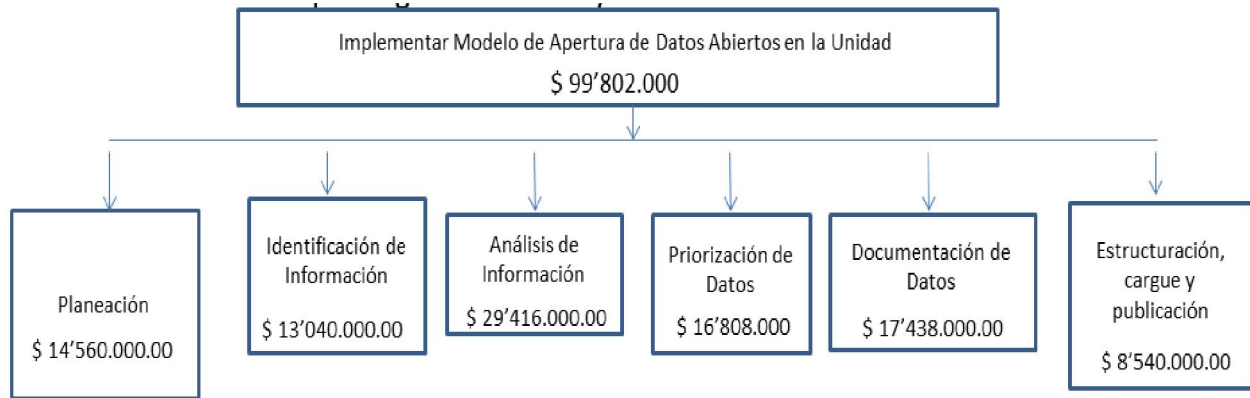 Implementar Modelo de Apertura de Datos Abiertos en la Unidad
$ 99’802.000
Planeación
$ 14’560.000.00
Identificación de
Información
$ 13’040.000.00
Análisis de
Información
$ 29’416.000.00
Priorización de
Datos
$ 16’808.000
Documentación de
Datos
$ 17’438.000.00
Estructuración,
cargue y
publicación
$ 8’540.000.00